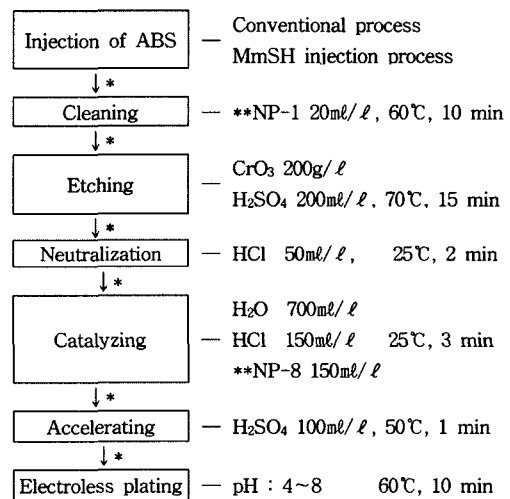 Injection of ABS — Conventional process
MmSH injection process
↓ *
Cleaning — **NP-1 20㎖/ℓ, 60℃, 10 min
↓ *
CrO₃ 200g/ℓ
Etching — H₂SO₄ 200㎖/ℓ, 70℃, 15 min
↓ *
Neutralization — HCl 50㎖/ℓ, 25℃, 2 min
↓ *
H₂O 700㎖/ℓ
Catalyzing — HCl 150㎖/ℓ 25℃, 3 min
**NP-8 150㎖/ℓ
↓ *
Accelerating — H₂SO₄ 100㎖/ℓ, 50℃, 1 min
↓ *
Electroless plating — pH : 4~8 60℃, 10 min